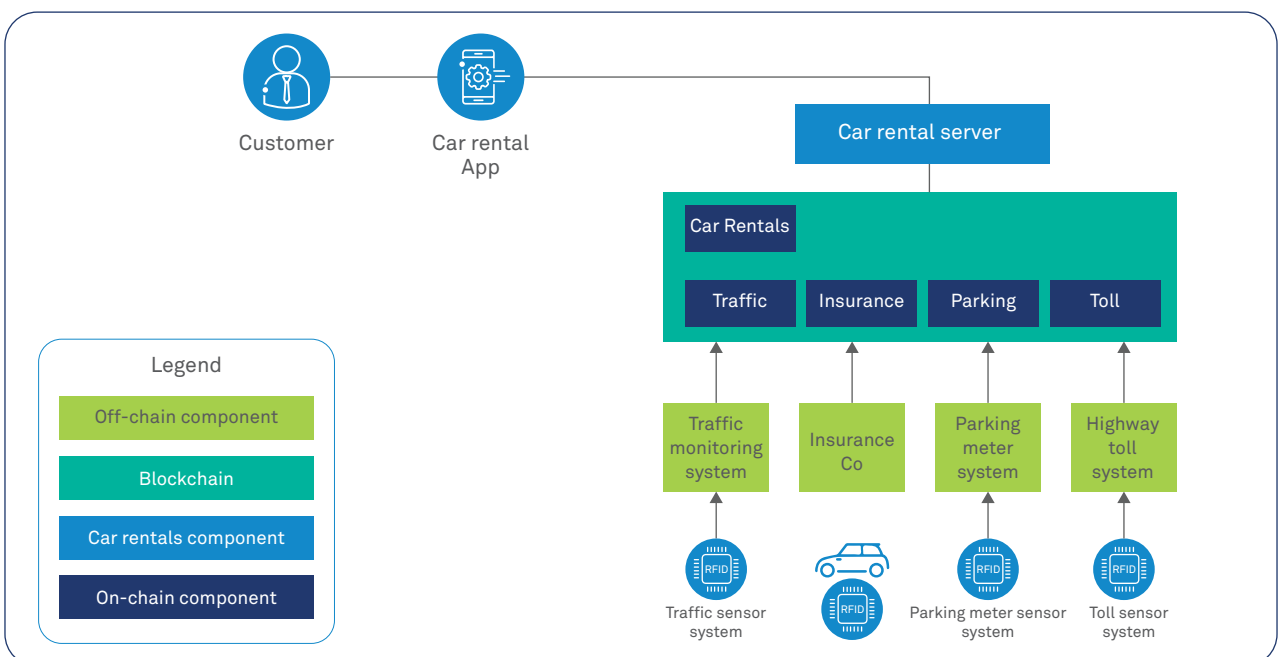 Customer
Car rental
App
Car rental server
Car Rentals
Traffic
Insurance
Parking
Toll
Legend
Off-chain component
Blockchain
Car rentals component
On-chain component
Traffic
monitoring
system
Insurance
Co
Parking
meter
system
Highway
toll
system
RFID
Traffic sensor
system
RFID
RFID
Parking meter sensor
system
RFID
Toll sensor
system